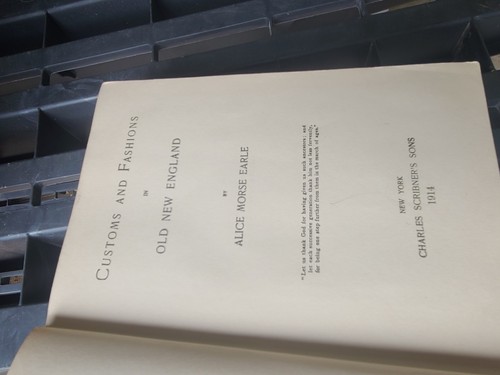 CUSTOMS AND FASHIONS
IN
OLD NEW ENGLAND
BY
ALICE MORSE EARLE
"Let us thank God for having given us such ancestors; and
let each successive generation thank him not less fervently,
for being one step further from them in the march of ages."
NEW YORK
CHARLES SCRIBNER'S SONS
1914